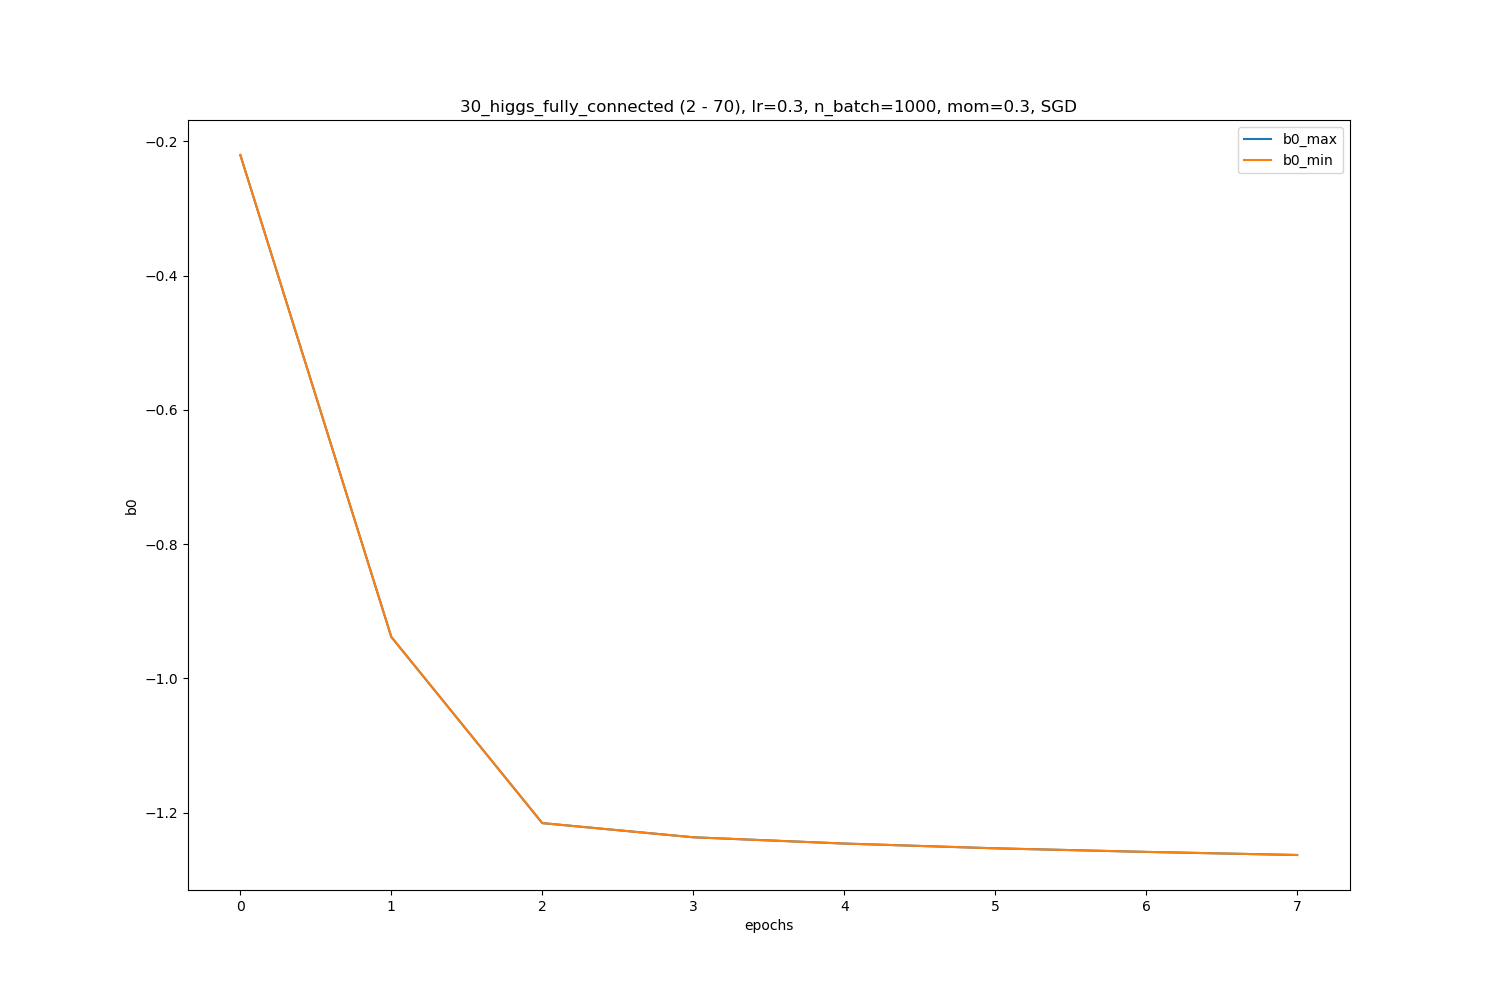 30_higgs_fully_connected (2 - 70), lr=0.3, n_batch=1000, mom=0.3, SGD
b0_max
b0_min
−0.2
−0.4
−0.6
−0.8
−1.0
−1.2
b0
0 1 2 3 4 5 6 7
epochs